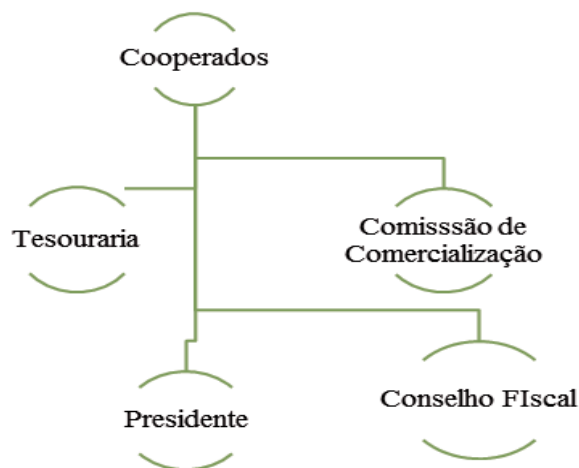 Cooperados
Tesouraria
Comisssão de
Comercialização
Presidente
Conselho FIscal